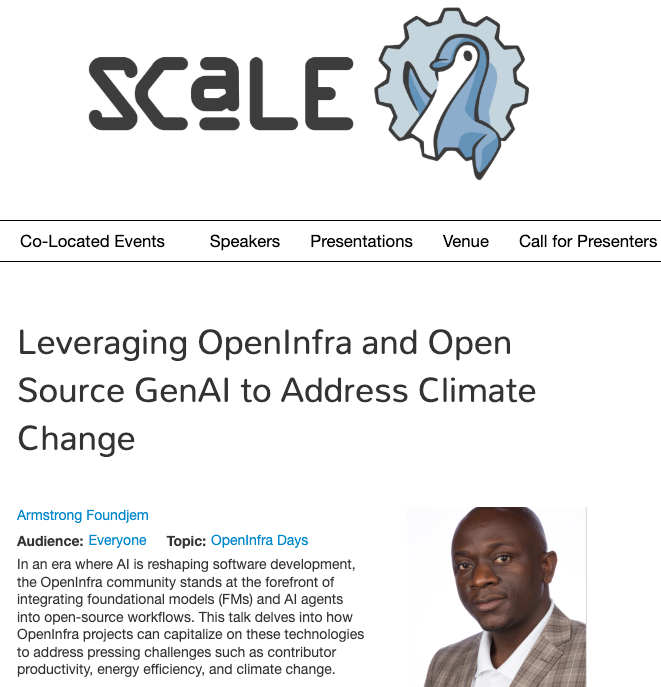 SCaLE
Co-Located Events Speakers Presentations Venue Call for Presenters
Leveraging OpenInfra and Open
Source GenAI to Address Climate
Change
Armstrong Foundjem
Audience: Everyone Topic: OpenInfra Days
In an era where AI is reshaping software development,
the OpenInfra community stands at the forefront of
integrating foundational models (FMs) and AI agents
into open-source workflows. This talk delves into how
OpenInfra projects can capitalize on these technologies
to address pressing challenges such as contributor
productivity, energy efficiency, and climate change.